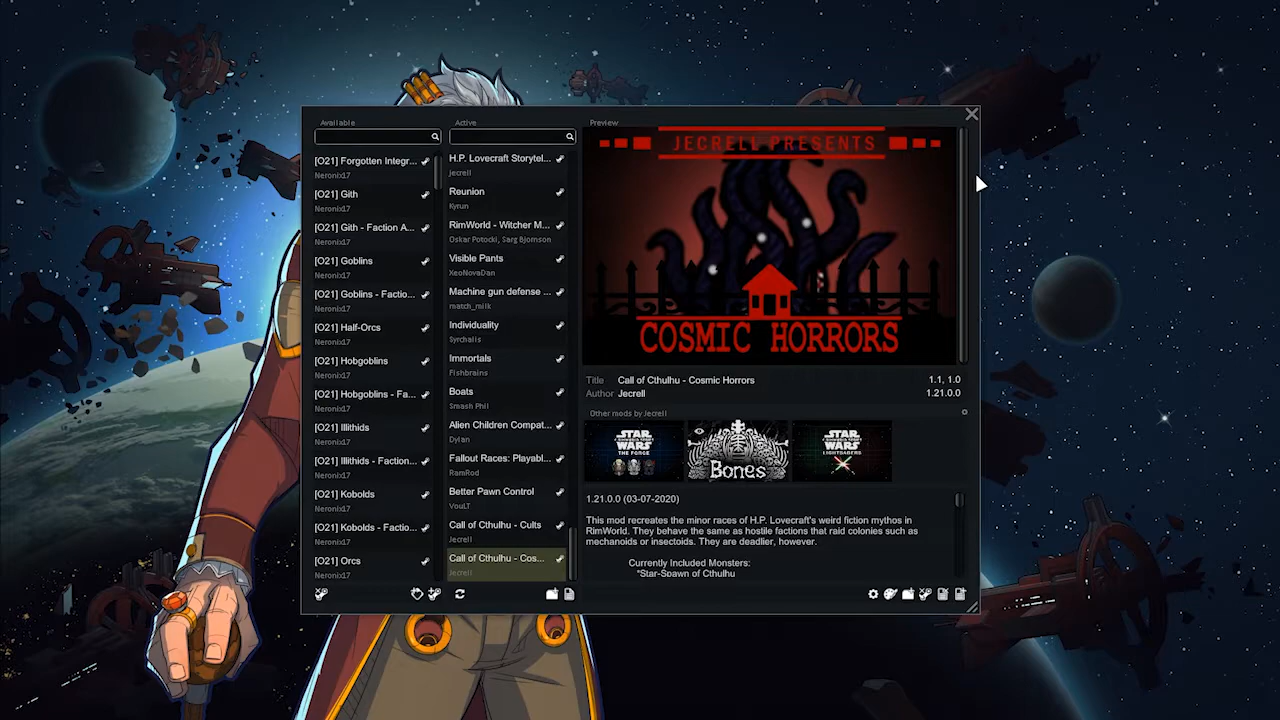 Available
[O21] Forgotten Integr...
Neronix17
[O21] Gith
Neronix17
[O21] Gith - Faction A...
Neronix17
[O21] Goblins
Neronix17
[O21] Goblins - Factio...
Neronix17
[O21] Half-Orcs
Neronix17
[O21] Hobgoblins
Neronix17
[O21] Hobgoblins - Fa...
Neronix17
[O21] Illithids
Neronix17
[O21] Illithids - Faction...
Neronix17
[O21] Kobolds
Neronix17
[O21] Kobolds - Factio...
Neronix17
[O21] Orcs
Neronix17
Active
H.P. Lovecraft Storytel...
jecrell
Reunion
Kyrun
RimWorld - Witcher M...
Oskar Potocki, Sarg Bjornson
Visible Pants
XeoNovaDan
Machine gun defense ...
match_milk
Individuality
Syrchalis
Immortals
Fishbrains
Boats
Smash Phil
Alien Children Compat...
Dylan
Fallout Races: Playabl...
RamRod
Better Pawn Control
VouLT
Call of Cthulhu - Cults
Jecrell
Call of Cthulhu - Cos...
Jecrell
Preview
JECRELL PRESENTS
COSMIC HORRORS
Title Call of Cthulhu - Cosmic Horrors 1.1, 1.0
Author Jecrell 1.21.0.0
Other mods by Jecrell
STAR WARS
THE FORCE
Bones
STAR WARS
LIGHTSABERS
1.21.0.0 (03-07-2020)
This mod recreates the minor races of H.P. Lovecraft's weird fiction mythos in
RimWorld. They behave the same as hostile factions that raid colonies such as
mechanoids or insectoids. They are deadlier, however.
Currently Included Monsters:
*Star-Spawn of Cthulhu